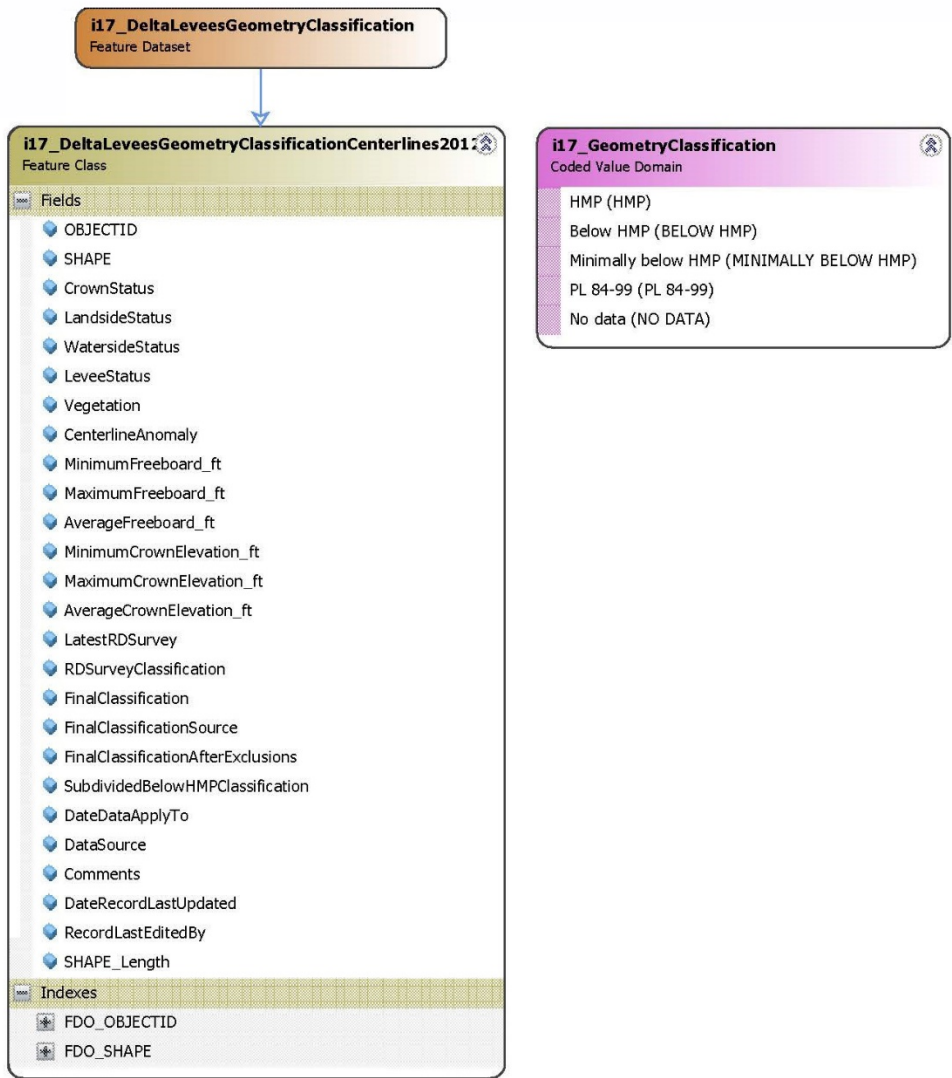 i17_DeltaLeveesGeometryClassification
Feature Dataset
i17_DeltaLeveesGeometryClassificationCenterlines2012
Feature Class
Fields
OBJECTID
SHAPE
CrownStatus
LandsideStatus
WatersideStatus
LeveeStatus
Vegetation
CenterlineAnomaly
MinimumFreeboard_ft
MaximumFreeboard_ft
AverageFreeboard_ft
MinimumCrownElevation_ft
MaximumCrownElevation_ft
AverageCrownElevation_ft
LatestRDSurvey
RDSurveyClassification
FinalClassification
FinalClassificationSource
FinalClassificationAfterExclusions
SubdividedBelowHMPClassification
DateDataApplyTo
DataSource
Comments
DateRecordLastUpdated
RecordLastEditedBy
SHAPE_Length
Indexes
FDO_OBJECTID
FDO_SHAPE
i17_GeometryClassification
Coded Value Domain
HMP (HMP)
Below HMP (BELOW HMP)
Minimally below HMP (MINIMALLY BELOW HMP)
PL 84-99 (PL 84-99)
No data (NO DATA)